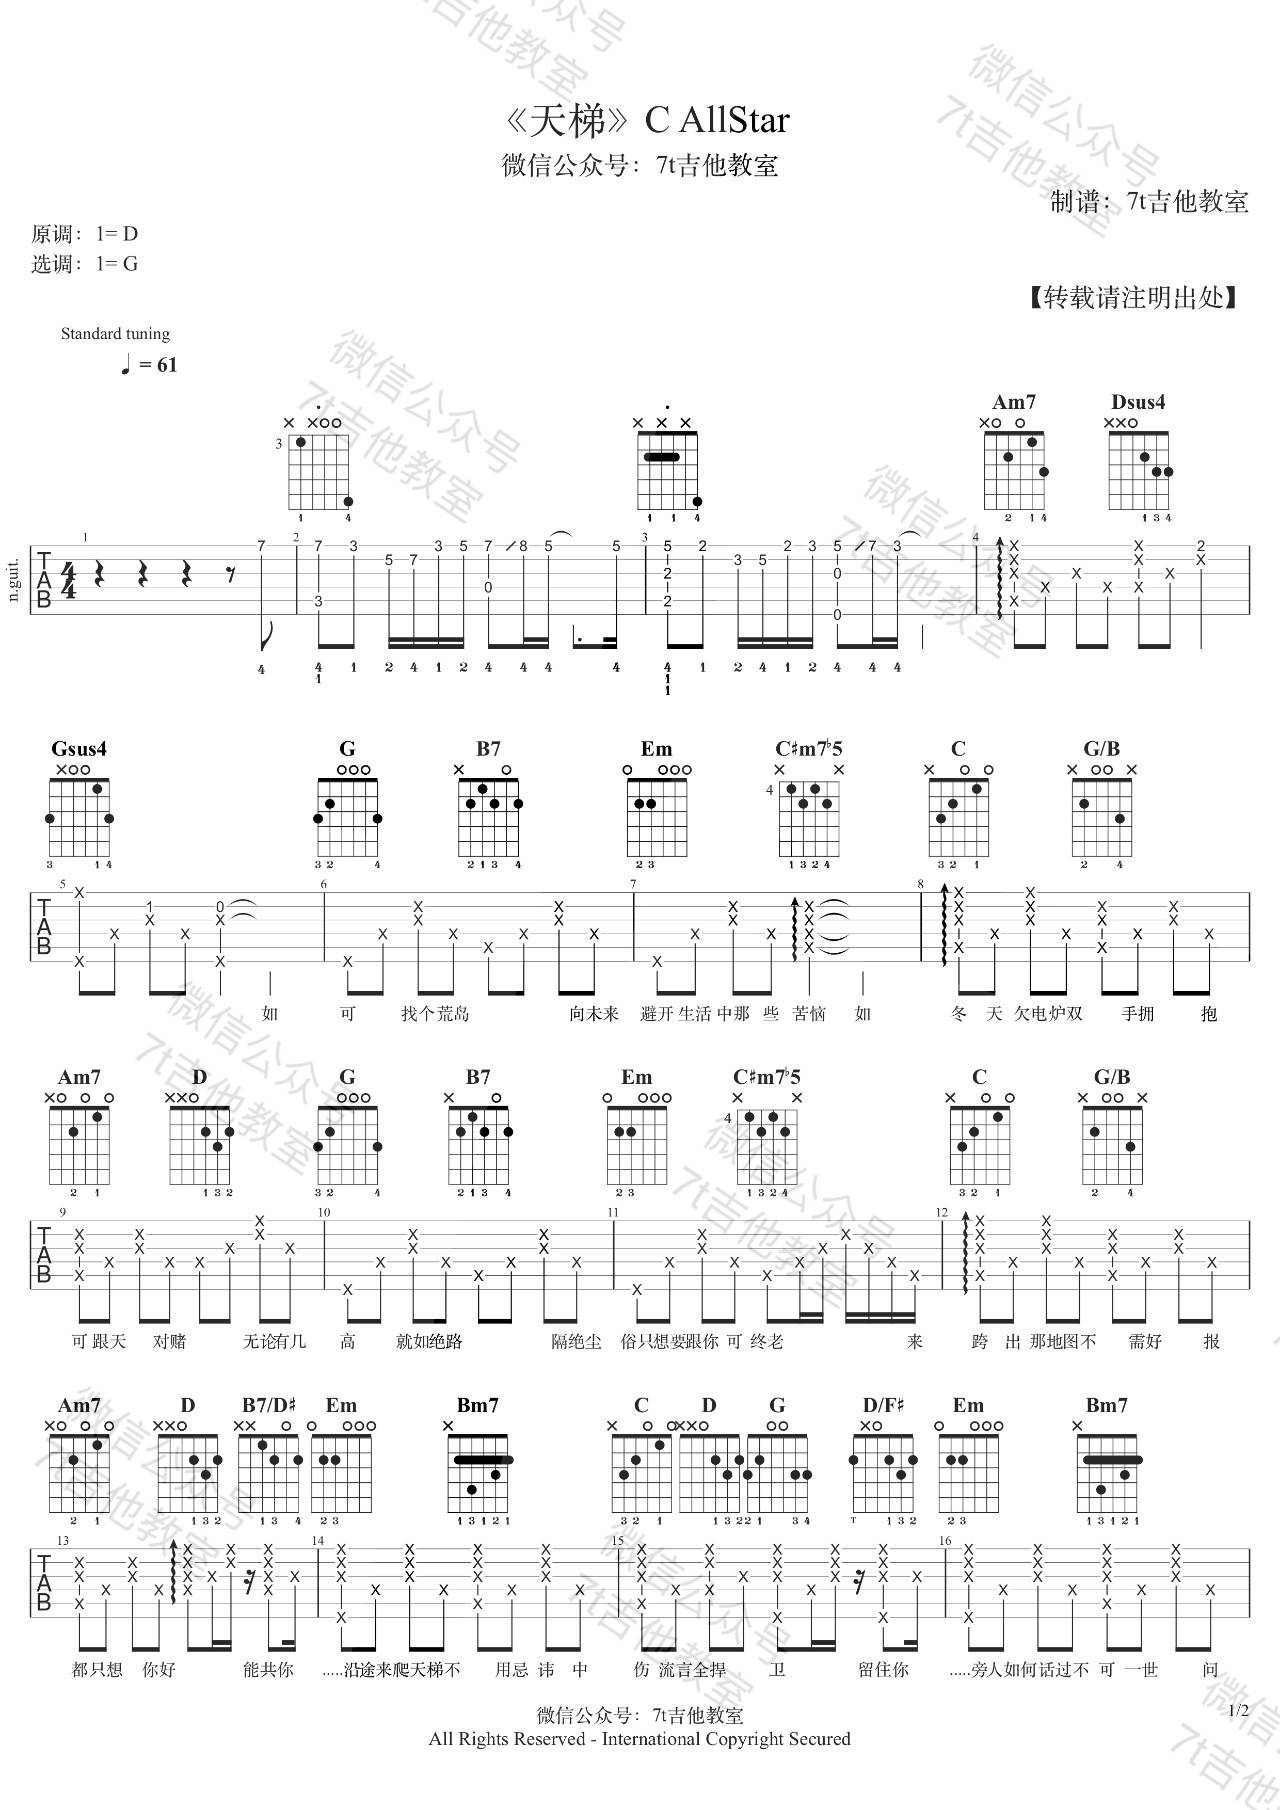 《天梯》C AllStar
微信公众号：7t吉他教室
制谱：7t吉他教室
原调：1= D
选调：1= G
【转载请注明出处】
Standard tuning
♩ = 61
Am7 Dsus4
n.guit.
Gsus4 G B7 Em C♯m7♭5 C G/B
如 可 找个荒岛 向未来 避开生活 中那 些 苦恼 如 冬 天 欠电炉双 手拥 抱
Am7 D G B7 Em C♯m7♭5 C G/B
可 跟天 对赌 无论有几 高 就如绝路 隔绝尘 俗只想要跟你 可 终老 来 跨 出 那地图不 需好 报
Am7 D B7/D♯ Em Bm7 C D G D/F♯ Em Bm7
都只想 你好 能共你 .....沿途来爬天梯不 用忌 讳 中 伤 流言全捍 卫 留住你 .....旁人如何话过不 可 一世 问
微信公众号：7t吉他教室
1/2
All Rights Reserved - International Copyright Secured